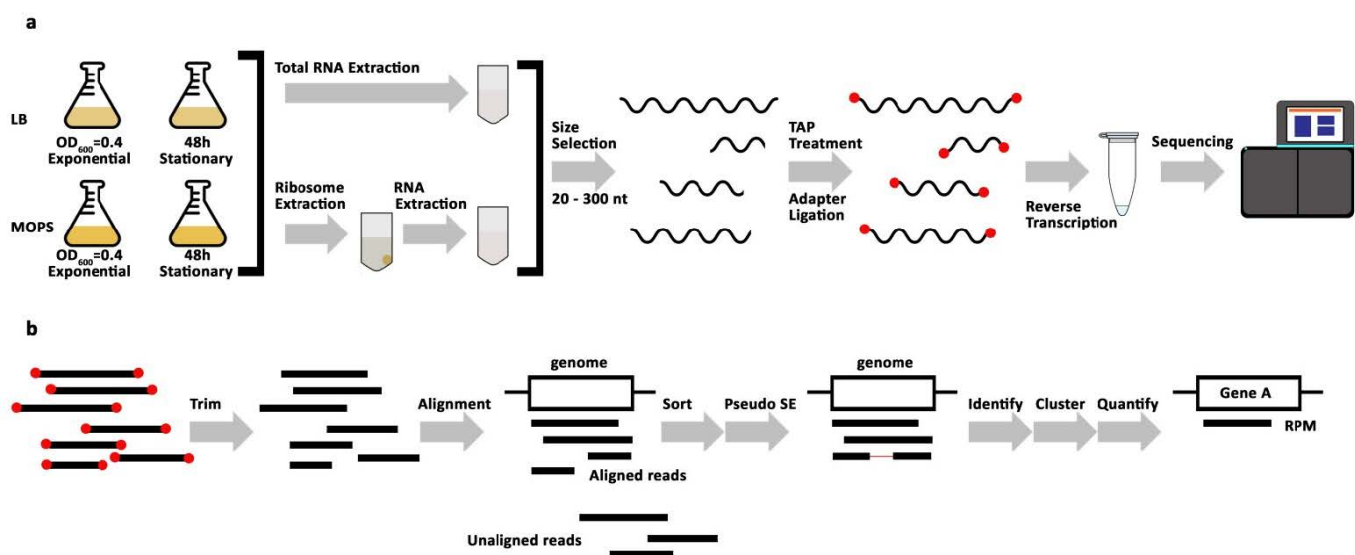 a
LB
OD600=0.4
Exponential
48h
Stationary
MOPS
OD600=0.4
Exponential
48h
Stationary
Total RNA Extraction
Ribosome
Extraction
RNA
Extraction
Size
Selection
20 - 300 nt
TAP
Treatment
Adapter
Ligation
Reverse
Transcription
Sequencing
b
Trim
Alignment
genome
Aligned reads
Unaligned reads
Sort
Pseudo SE
genome
Identify
Cluster
Quantify
Gene A
RPM